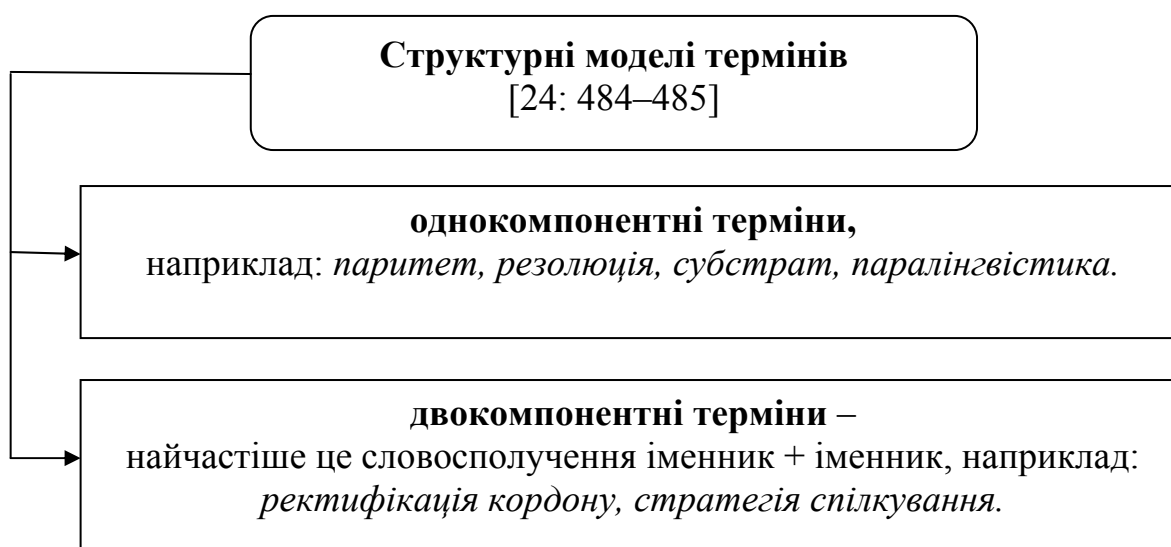 Структурні моделі термінів
[24: 484–485]
однокомпонентні терміни,
наприклад: паритет, резолюція, субстрат, паралінгвістика.
двокомпонентні терміни –
найчастіше це словосполучення іменник + іменник, наприклад:
ректифікація кордону, стратегія спілкування.